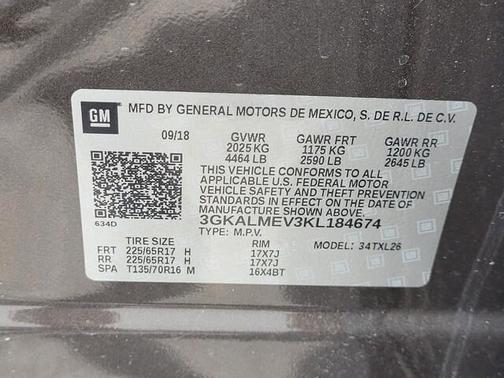 GM MFD BY GENERAL MOTORS DE MEXICO, S. DE R.L. DE C.V.
09/18 GVWR GAWR FRT GAWR RR
2025 KG 1175 KG 1200 KG
4464 LB 2590 LB 2645 LB
THIS VEHICLE CONFORMS TO ALL
APPLICABLE U.S. FEDERAL MOTOR
VEHICLE SAFETY AND THEFT PREVENTION
STANDARDS IN EFFECT ON THE DATE OF
MANUFACTURE SHOWN ABOVE.
3GKALMEV3KL184674
634D TYPE: M.P.V.
TIRE SIZE RIM MODEL: 34TXL26
FRT 225/65R17 H 17X7J
RR 225/65R17 H 17X7J
SPA T135/70R16 M 16X4BT